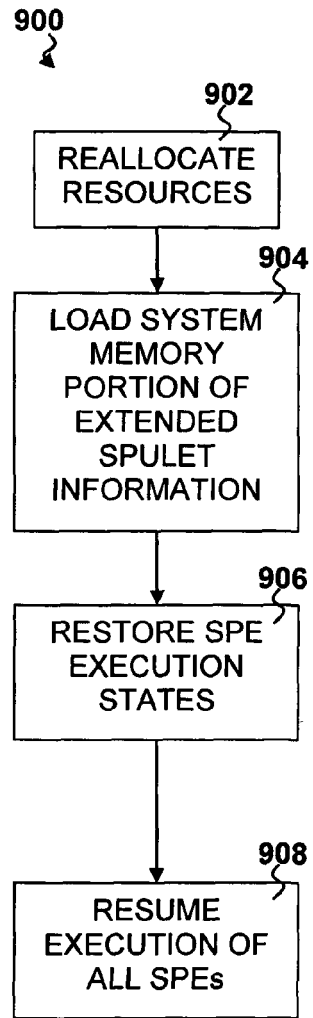 900
902
REALLOCATE
RESOURCES
904
LOAD SYSTEM
MEMORY
PORTION OF
EXTENDED
SPULET
INFORMATION
906
RESTORE SPE
EXECUTION
STATES
908
RESUME
EXECUTION OF
ALL SPEs